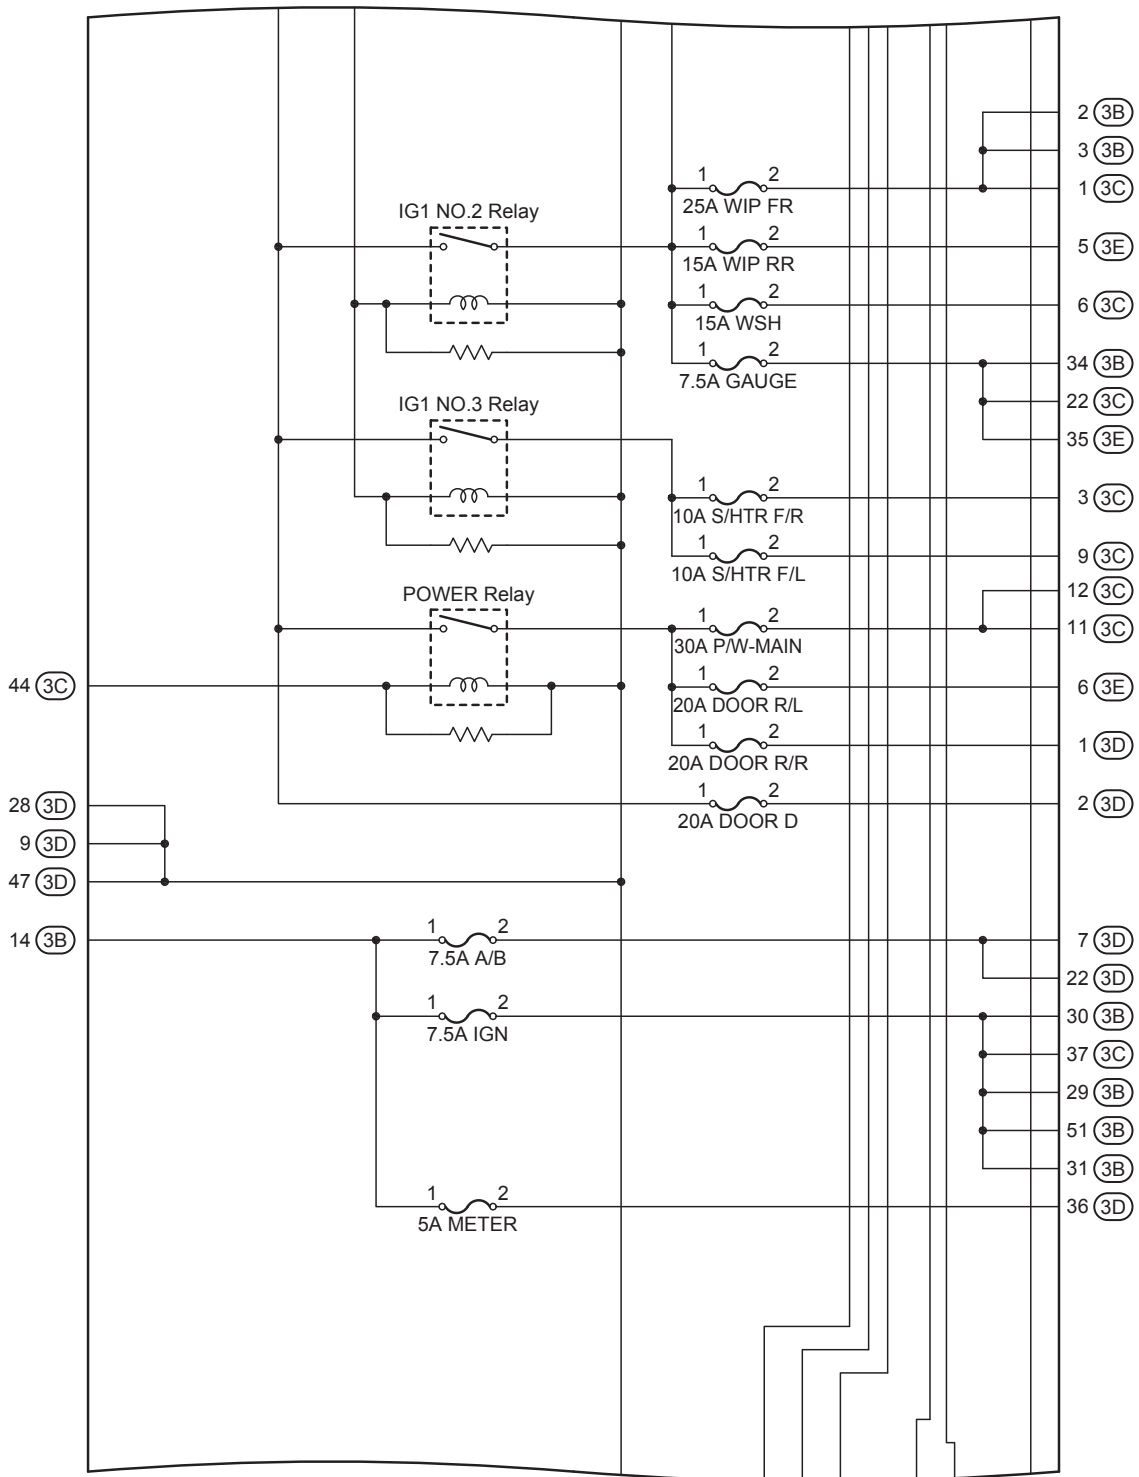 2 3B
3 3B
1 2
1 3C
25A WIP FR
IG1 NO.2 Relay
1 2
5 3E
15A WIP RR
1 2
6 3C
15A WSH
1 2
34 3B
7.5A GAUGE
22 3C
IG1 NO.3 Relay
35 3E
1 2
3 3C
10A S/HTR F/R
1 2
9 3C
10A S/HTR F/L
12 3C
POWER Relay
1 2
11 3C
30A P/W-MAIN
44 3C
1 2
6 3E
20A DOOR R/L
1 2
1 3D
20A DOOR R/R
28 3D
1 2
2 3D
20A DOOR D
9 3D
47 3D
14 3B
1 2
7 3D
7.5A A/B
22 3D
1 2
30 3B
7.5A IGN
37 3C
29 3B
51 3B
31 3B
1 2
36 3D
5A METER